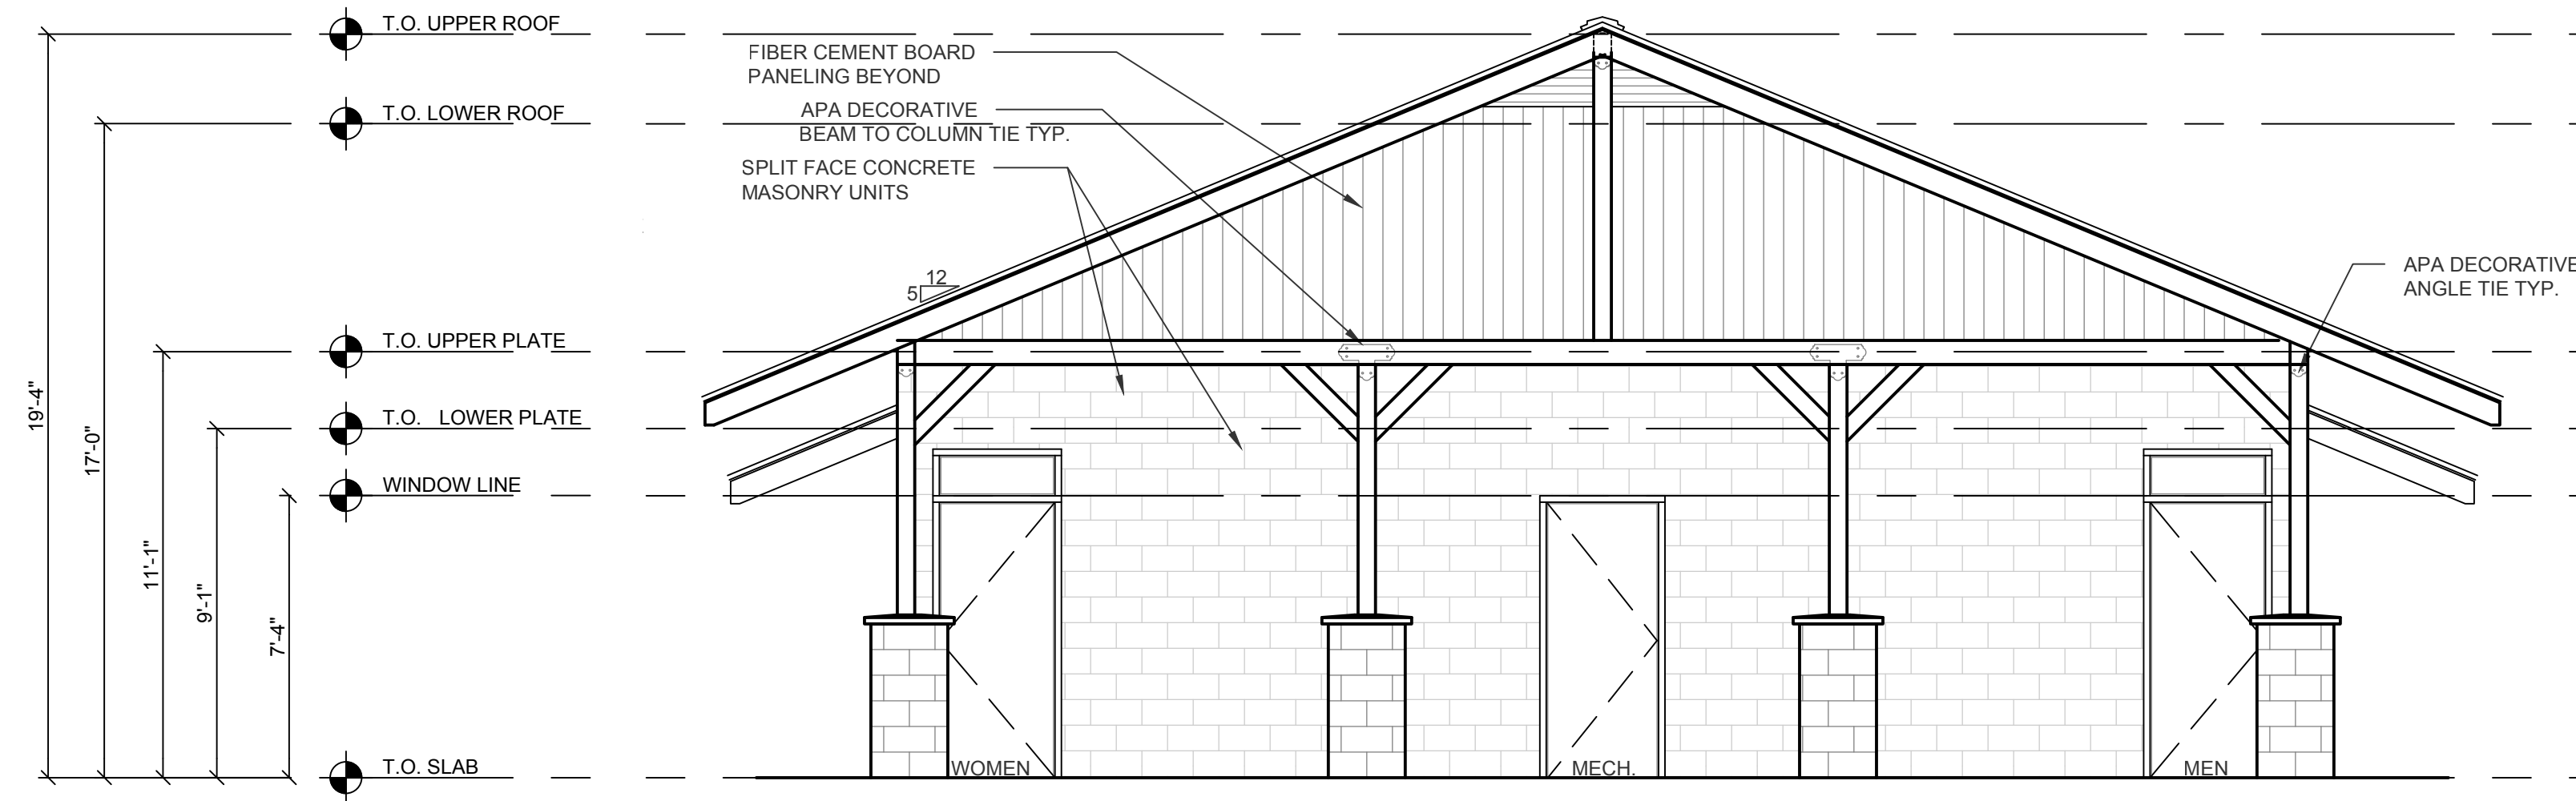 T.O. UPPER ROOF
FIBER CEMENT BOARD
PANELING BEYOND
APA DECORATIVE
BEAM TO COLUMN TIE TYP.
SPLIT FACE CONCRETE
MASONRY UNITS
T.O. LOWER ROOF
12
5
APA DECORATIVE
ANGLE TIE TYP.
T.O. UPPER PLATE
T.O. LOWER PLATE
WINDOW LINE
19'-4"
17'-0"
11'-1"
9'-1"
7'-4"
T.O. SLAB
WOMEN
MECH.
MEN